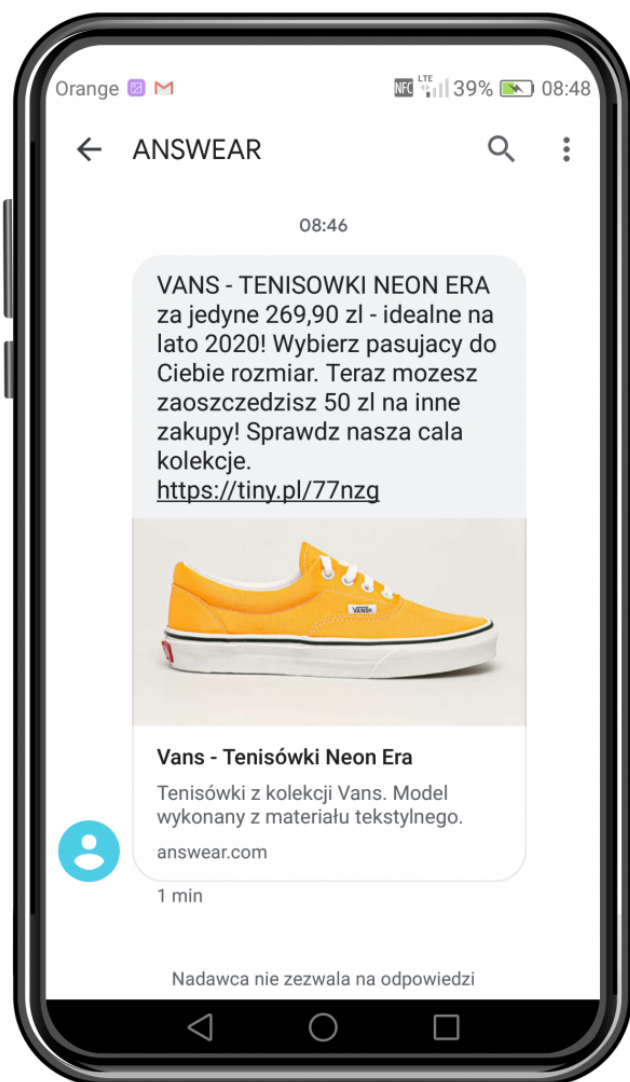 Orange NFC LTE 39% 08:48
ANSWEAR
08:46
VANS - TENISOWKI NEON ERA
za jedyne 269,90 zl - idealne na
lato 2020! Wybierz pasujacy do
Ciebie rozmiar. Teraz mozesz
zaoszczedzisz 50 zl na inne
zakupy! Sprawdz nasza cala
kolekcje.
https://tiny.pl/77nzg
VANS
Vans - Tenisówki Neon Era
Tenisówki z kolekcji Vans. Model
wykonany z materiału tekstylnego.
answear.com
1 min
Nadawca nie zezwala na odpowiedzi